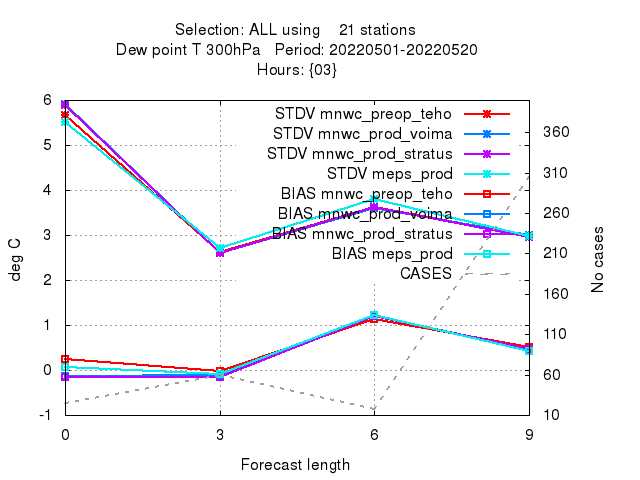 Selection: ALL using    21 stations
Dew point T 300hPa   Period: 20220501-20220520
Hours: {03}
STDV mnwc_preop_teho
STDV mnwc_prod_voima
STDV mnwc_prod_stratus
STDV meps_prod
BIAS mnwc_preop_teho
BIAS mnwc_prod_voima
BIAS mnwc_prod_stratus
BIAS meps_prod
CASES
deg C
6
5
4
3
2
1
0
-1
360
310
260
210
160
110
60
10
No cases
0 3 6 9
Forecast length